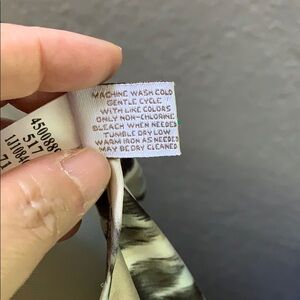 MACHINE WASH COLD
GENTLE CYCLE
WITH LIKE COLORS
ONLY NON-CHLORINE
BLEACH WHEN NEEDED
TUMBLE DRY LOW
WARM IRON AS NEEDED
MAY BE DRY CLEANED